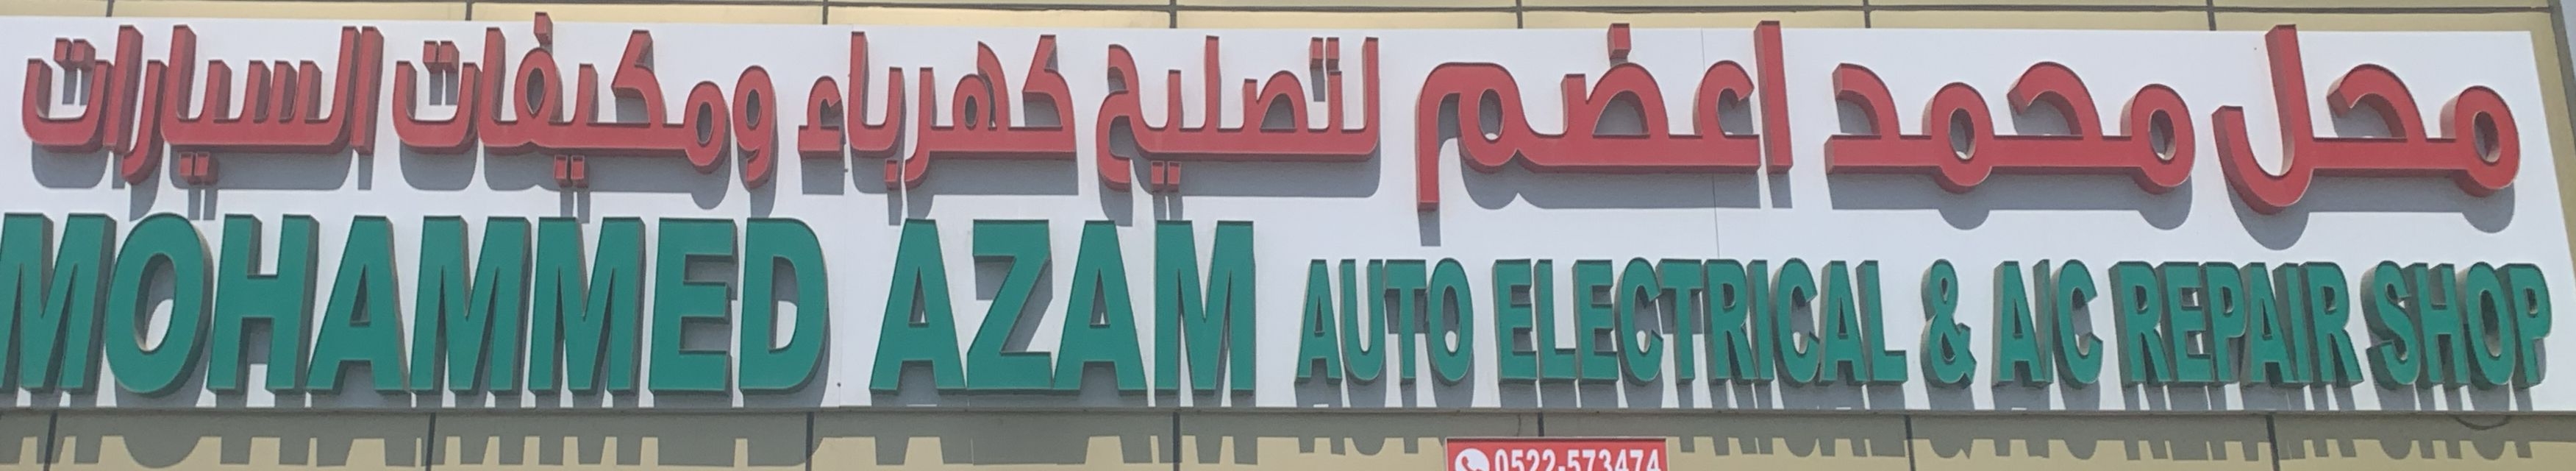 محل محمد اعضم لتصليح كهرباء ومكيفات السيارات
MOHAMMED AZAM AUTO ELECTRICAL & A/C REPAIR SHOP
0522-573474